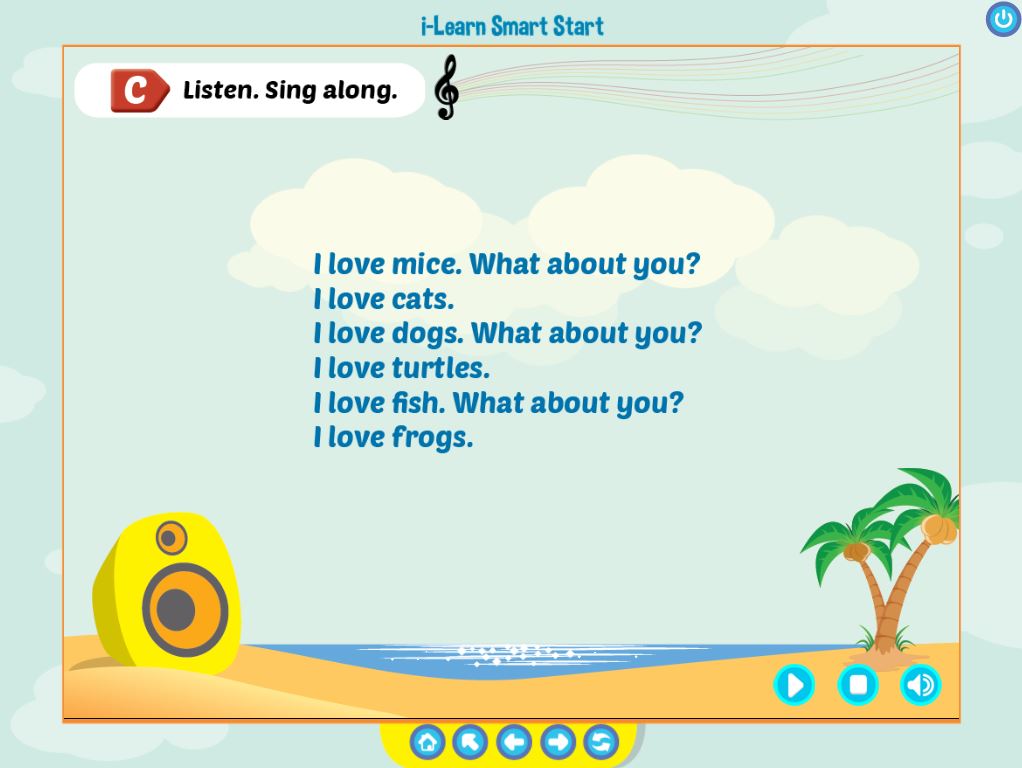 i-Learn Smart Start
C Listen. Sing along.
I love mice. What about you?
I love cats.
I love dogs. What about you?
I love turtles.
I love fish. What about you?
I love frogs.